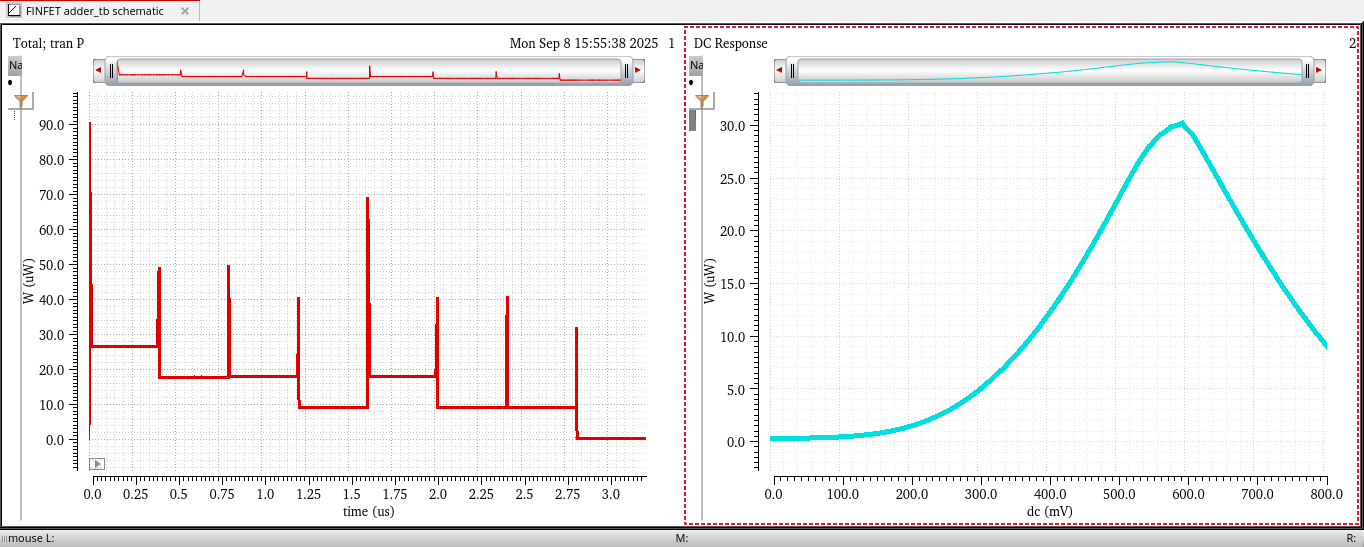 FINFET adder_tb schematic
Total; tran P
Mon Sep 8 15:55:38 2025 1
Na
W (uW)
90.0
80.0
70.0
60.0
50.0
40.0
30.0
20.0
10.0
0.0
0.0 0.25 0.5 0.75 1.0 1.25 1.5 1.75 2.0 2.25 2.5 2.75 3.0
time (us)
DC Response
2
Na
W (uW)
30.0
25.0
20.0
15.0
10.0
5.0
0.0
0.0 100.0 200.0 300.0 400.0 500.0 600.0 700.0 800.0
dc (mV)
mouse L: M: R: